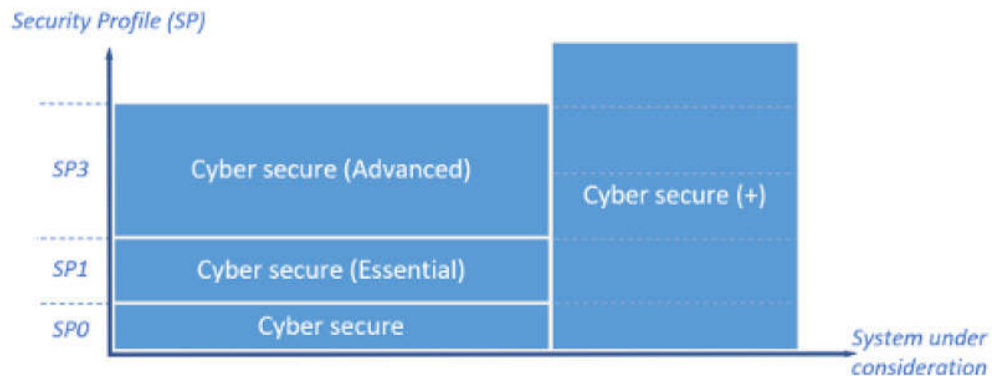 Security Profile (SP)
SP3
Cyber secure (Advanced)
Cyber secure (+)
SP1
Cyber secure (Essential)
SP0
Cyber secure
System under
consideration